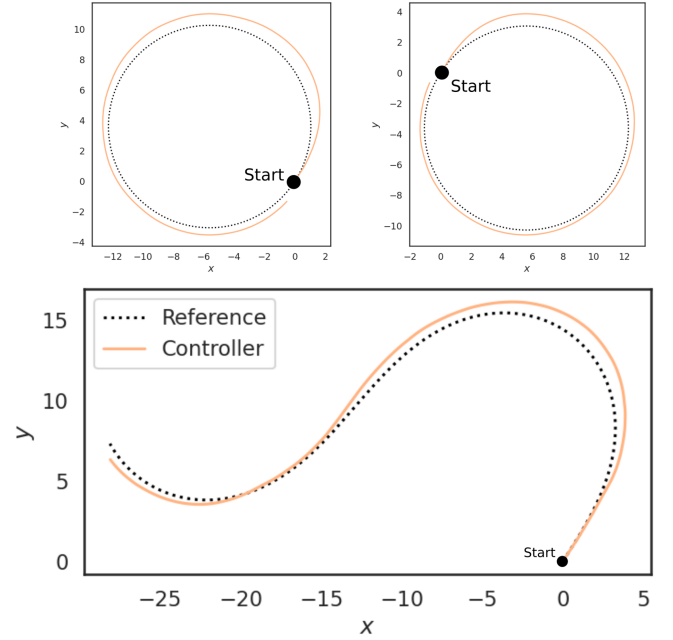 10
8
6
4
2
0
−2
−4
y
Start
−12 −10 −8 −6 −4 −2 0 2
x
4
2
0
−2
−4
−6
−8
−10
y
Start
−2 0 2 4 6 8 10 12
x
Reference
Controller
15
10
5
0
y
Start
−25 −20 −15 −10 −5 0 5
x